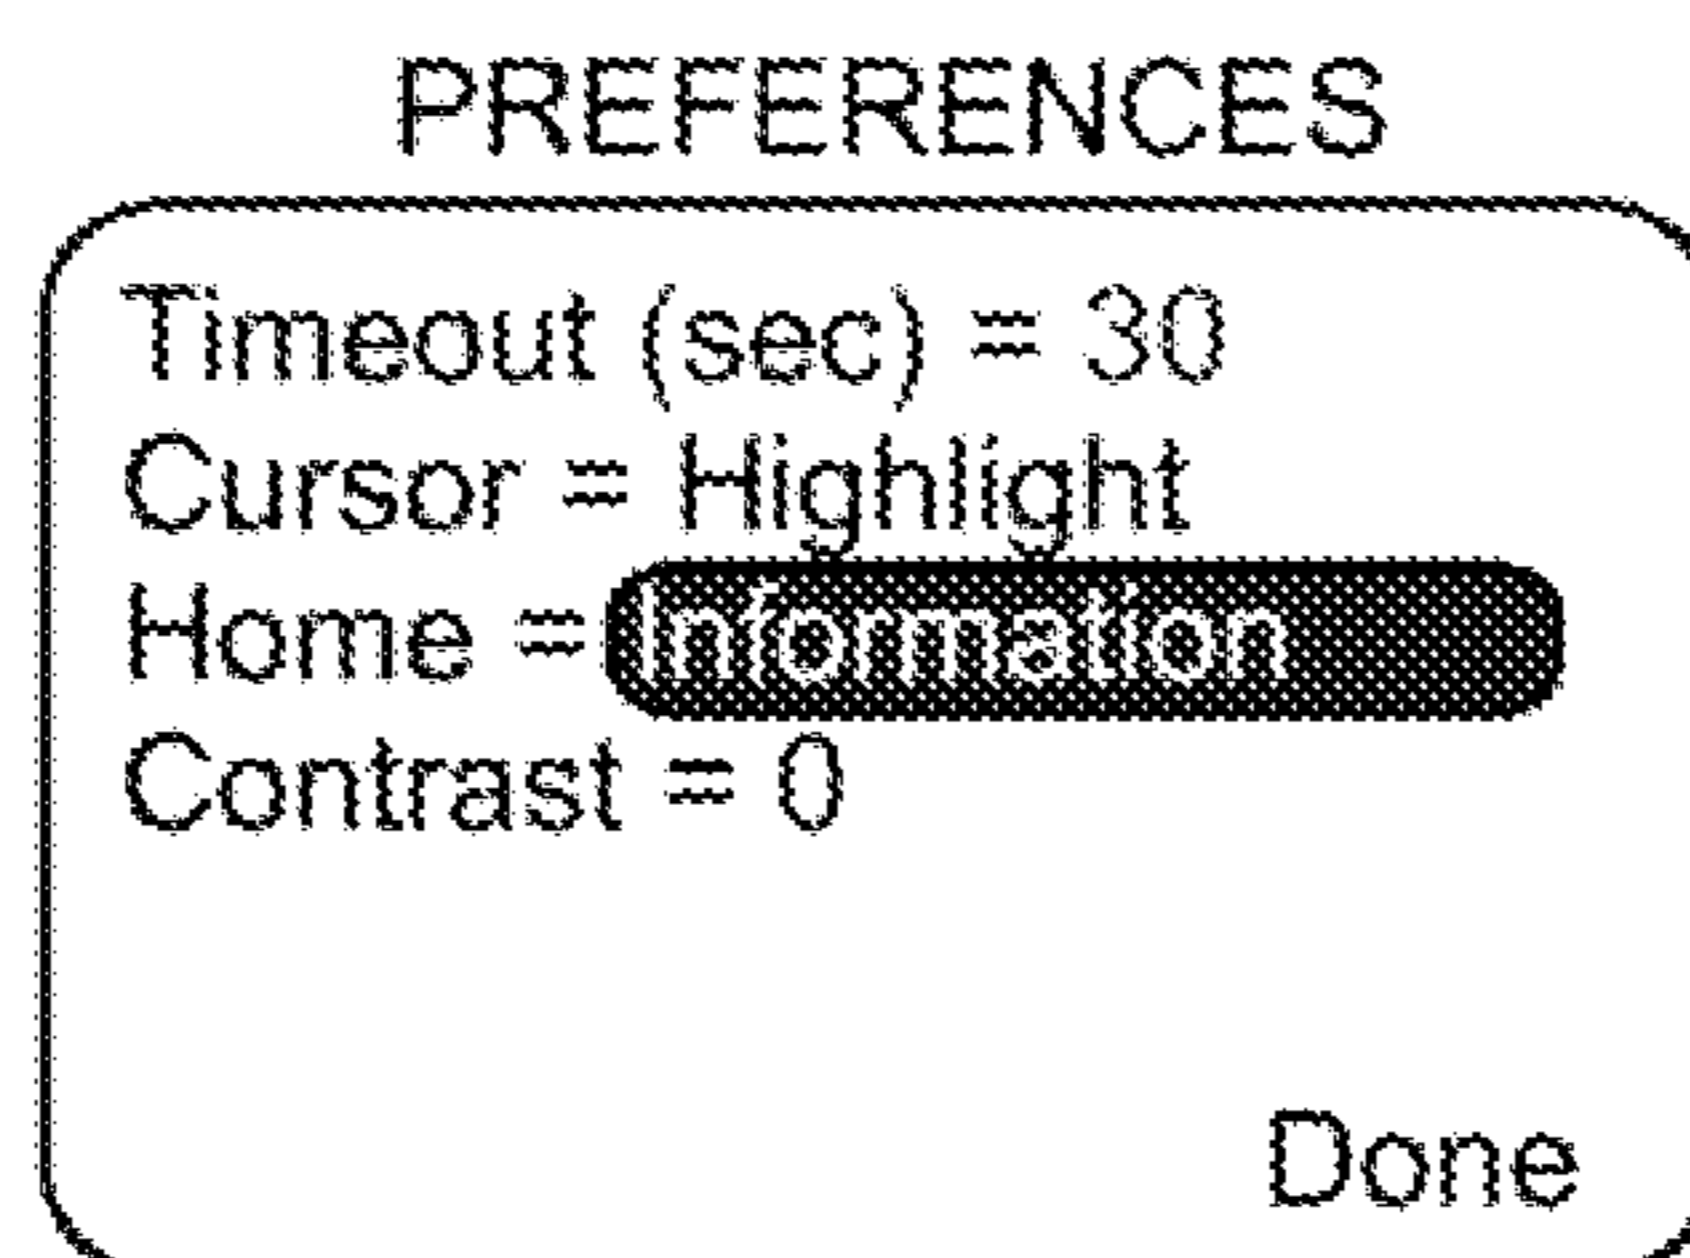 PREFERENCES
Timeout (sec) = 30
Cursor = Highlight
Home = Information
Contrast = 0
Done